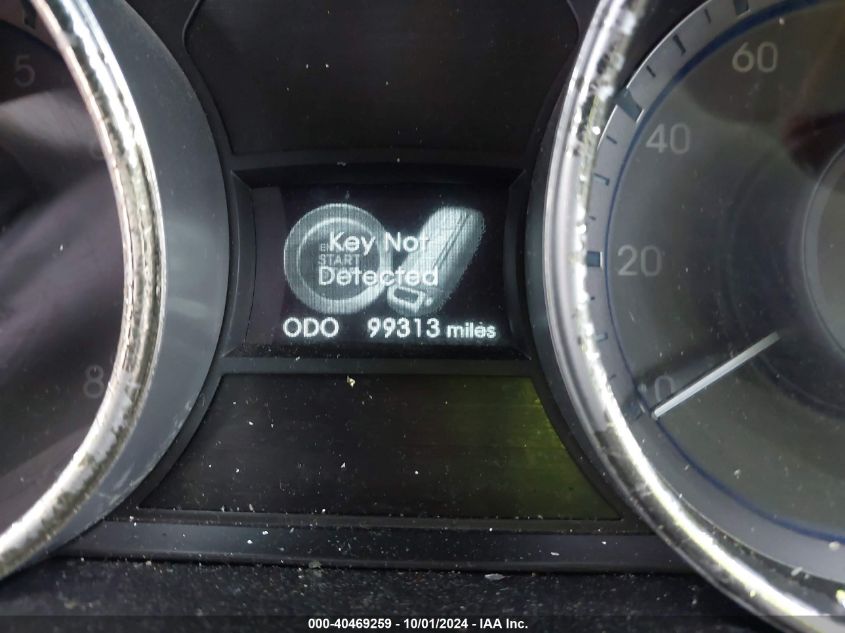 5
8
60
40
20
0
Key Not
START
Detected
ODO 99313 miles
000-40469259 - 10/01/2024 - IAA Inc.